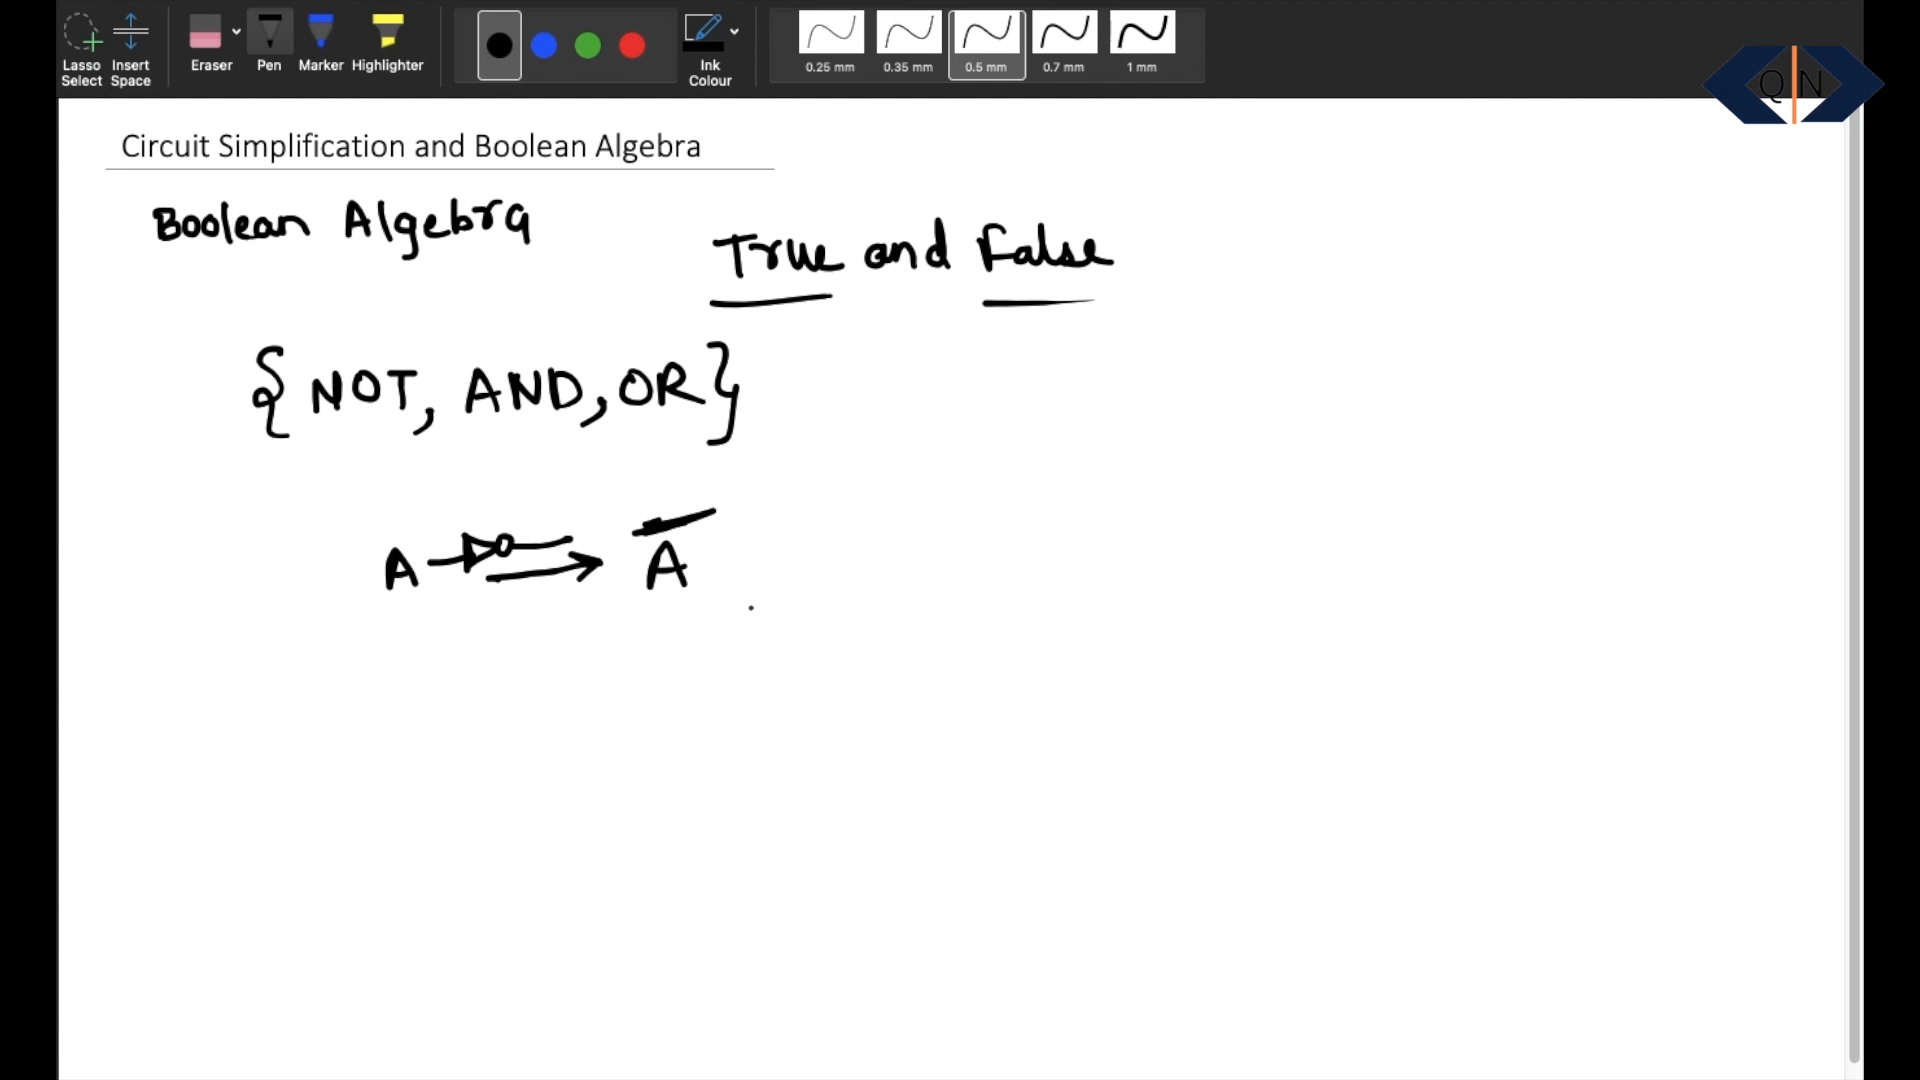 Lasso Select
Insert Space
Eraser
Pen
Marker
Highlighter
Ink Colour
0.25 mm
0.35 mm
0.5 mm
0.7 mm
1 mm
Q N
Circuit Simplification and Boolean Algebra
Boolean Algebra
True and False
{ NOT, AND, OR }
A A̅